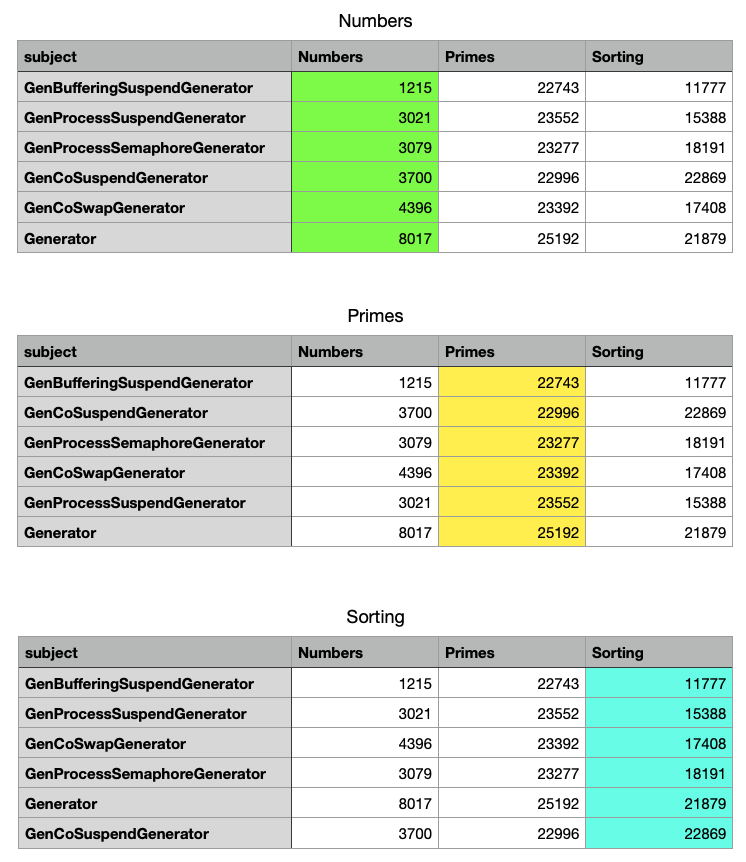 Numbers
subject Numbers Primes Sorting
GenBufferingSuspendGenerator 1215 22743 11777
GenProcessSuspendGenerator 3021 23552 15388
GenProcessSemaphoreGenerator 3079 23277 18191
GenCoSuspendGenerator 3700 22996 22869
GenCoSwapGenerator 4396 23392 17408
Generator 8017 25192 21879
Primes
subject Numbers Primes Sorting
GenBufferingSuspendGenerator 1215 22743 11777
GenCoSuspendGenerator 3700 22996 22869
GenProcessSemaphoreGenerator 3079 23277 18191
GenCoSwapGenerator 4396 23392 17408
GenProcessSuspendGenerator 3021 23552 15388
Generator 8017 25192 21879
Sorting
subject Numbers Primes Sorting
GenBufferingSuspendGenerator 1215 22743 11777
GenProcessSuspendGenerator 3021 23552 15388
GenCoSwapGenerator 4396 23392 17408
GenProcessSemaphoreGenerator 3079 23277 18191
Generator 8017 25192 21879
GenCoSuspendGenerator 3700 22996 22869